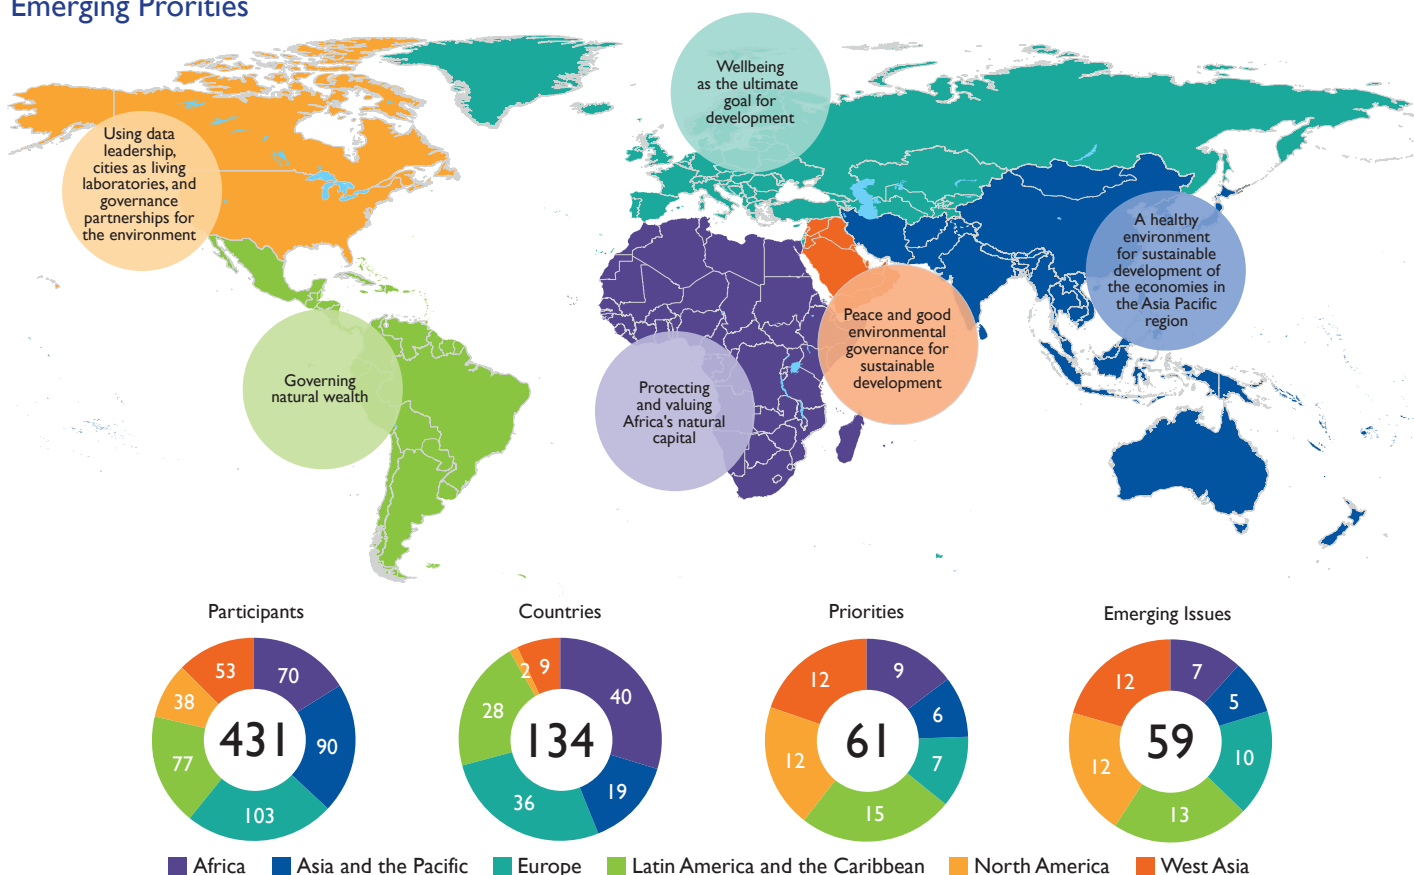 Emerging Prorities
Wellbeing
as the ultimate
goal for
development
Using data
leadership,
cities as living
laboratories, and
governance
partnerships for
the environment
A healthy
environment
for sustainable
development of
the economies in
the Asia Pacific
region
Peace and good
environmental
governance for
sustainable
development
Governing
natural wealth
Protecting
and valuing
Africa's natural
capital
Participants
53
70
38
431
90
77
103
Countries
2
9
40
28
134
19
36
Priorities
12
9
6
61
12
7
15
Emerging Issues
12
7
5
59
12
10
13
Africa
Asia and the Pacific
Europe
Latin America and the Caribbean
North America
West Asia